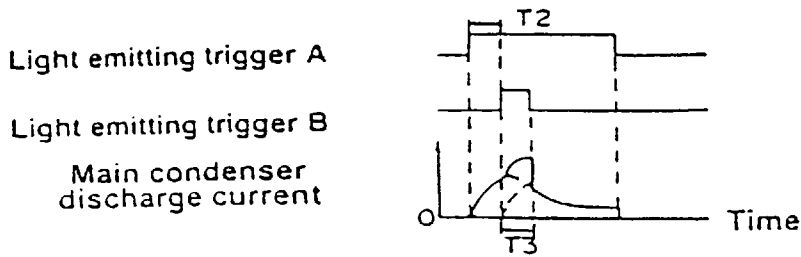 T2
Light emitting trigger A
Light emitting trigger B
Main condenser
discharge current
O
Time
T3